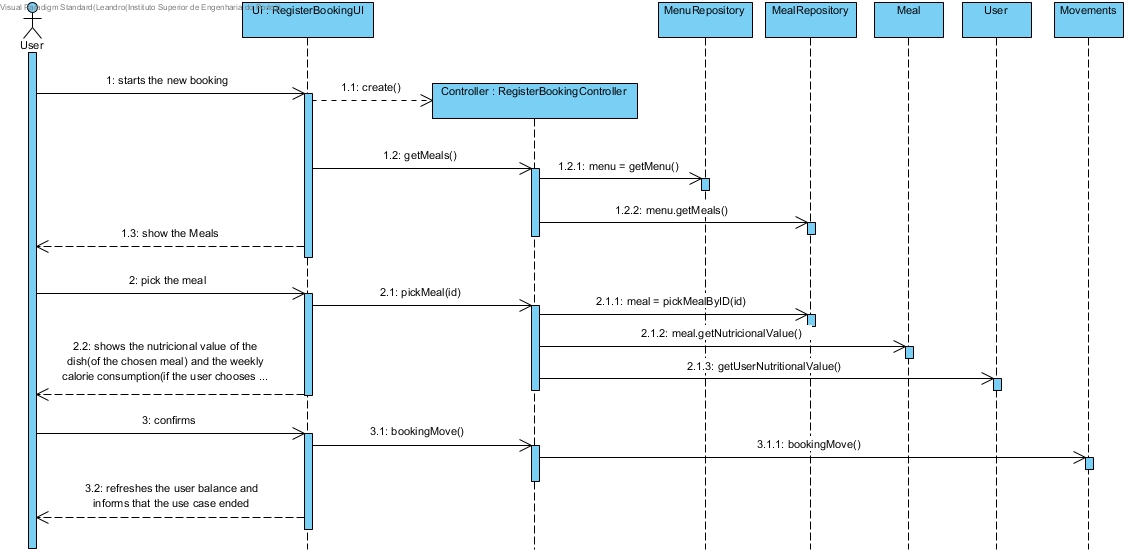 Visual Paradigm Standard(Leandro(Instituto Superior de Engenharia do
UI : RegisterBookingUI
MenuRepository
MealRepository
Meal
User
Movements
User
1: starts the new booking
1.1: create()
Controller : RegisterBookingController
1.2: getMeals()
1.2.1: menu = getMenu()
1.2.2: menu.getMeals()
1.3: show the Meals
2: pick the meal
2.1: pickMeal(id)
2.1.1: meal = pickMealByID(id)
2.1.2: meal.getNutricionalValue()
2.2: shows the nutricional value of the
dish(of the chosen meal) and the weekly
calorie consumption(if the user chooses ...
2.1.3: getUserNutritionalValue()
3: confirms
3.1: bookingMove()
3.1.1: bookingMove()
3.2: refreshes the user balance and
informs that the use case ended